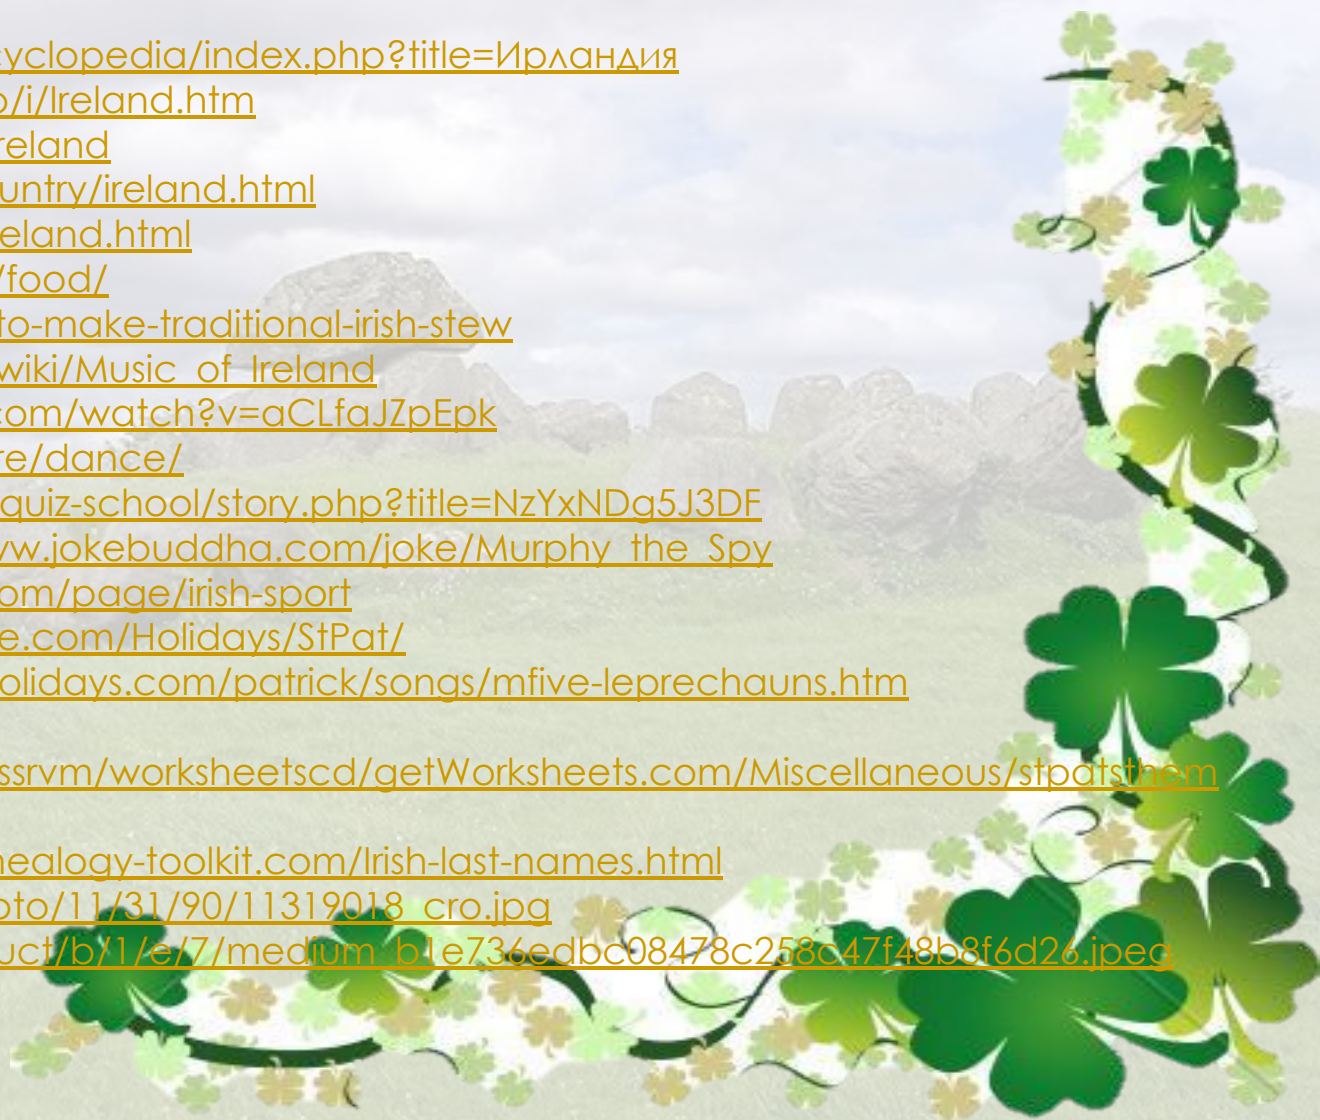 cyclopedia/index.php?title=Ирландия
o/i/Ireland.htm
reland
untry/ireland.html
eland.html
/food/
to-make-traditional-irish-stew
wiki/Music_of_Ireland
com/watch?v=aCLfaJZpEpk
re/dance/
quiz-school/story.php?title=NzYxNDg5J3DF
ww.jokebuddha.com/joke/Murphy_the_Spy
om/page/irish-sport
e.com/Holidays/StPat/
olidays.com/patrick/songs/mfive-leprechauns.htm
ssrvm/worksheetscd/getWorksheets.com/Miscellaneous/stpatsthem
nealogy-toolkit.com/Irish-last-names.html
oto/11/31/90/11319018_cro.jpg
uct/b/1/e/7/medium_b1e736edbc08478c258c47f48b8f6d26.jpeg